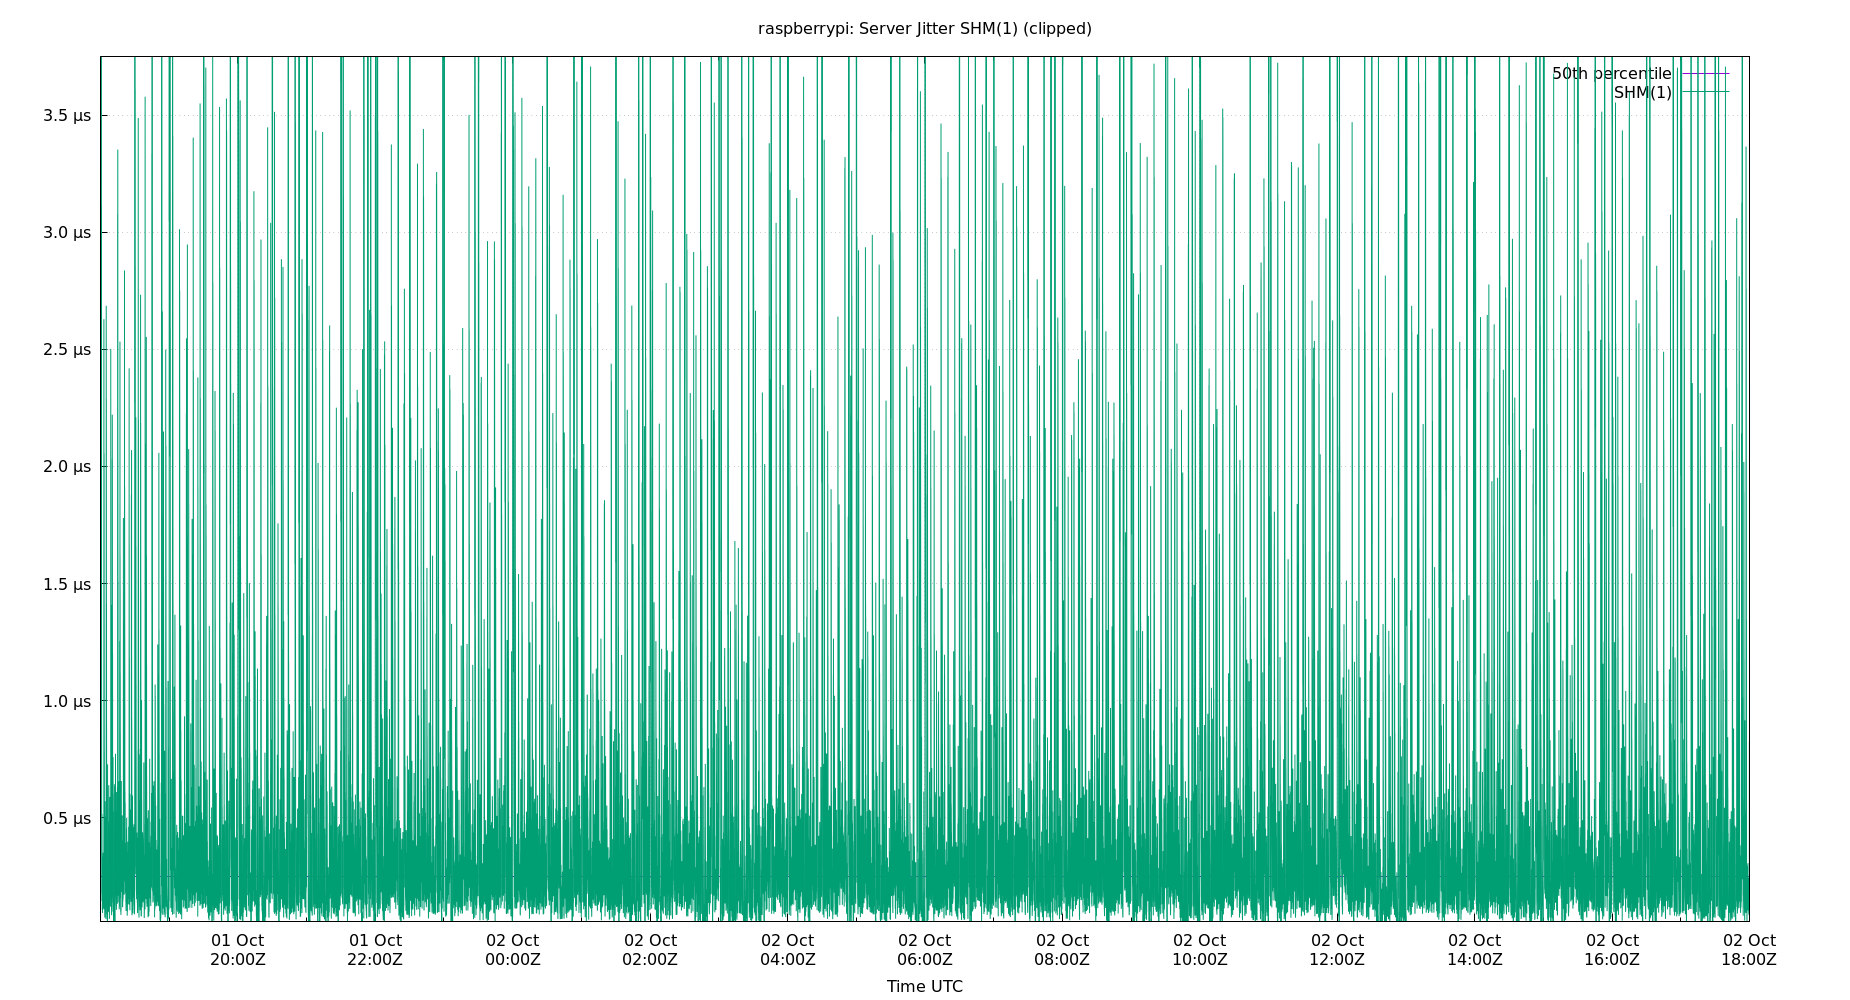 raspberrypi: Server Jitter SHM(1) (clipped)
50th percentile
SHM(1)
3.5 µs
3.0 µs
2.5 µs
2.0 µs
1.5 µs
1.0 µs
0.5 µs
01 Oct 01 Oct 02 Oct 02 Oct 02 Oct 02 Oct 02 Oct 02 Oct 02 Oct 02 Oct 02 Oct 02 Oct
20:00Z 22:00Z 00:00Z 02:00Z 04:00Z 06:00Z 08:00Z 10:00Z 12:00Z 14:00Z 16:00Z 18:00Z
Time UTC